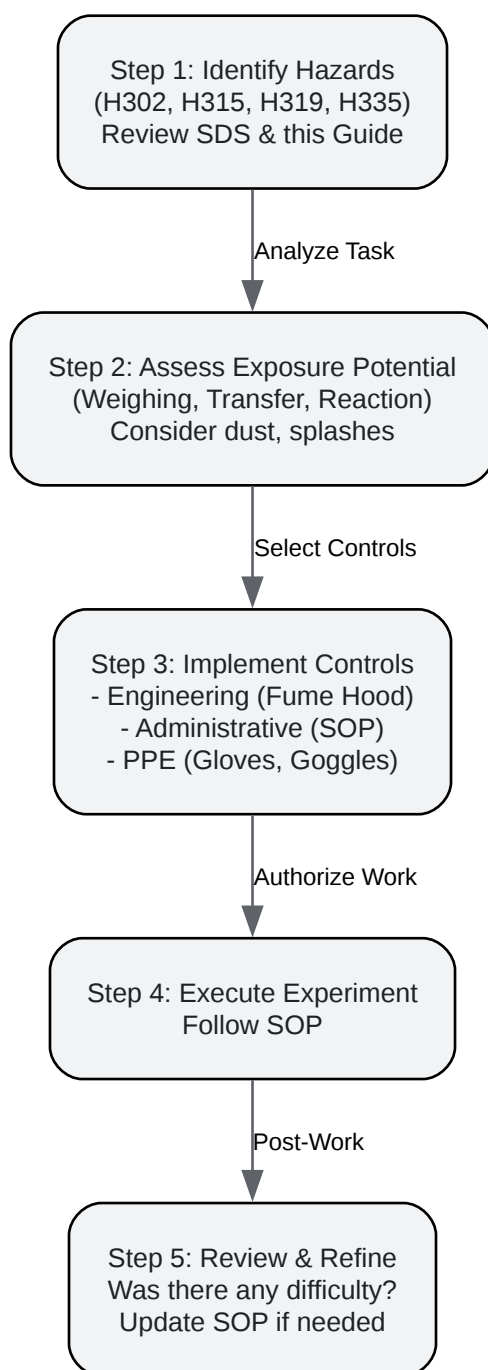 Step 1: Identify Hazards
(H302, H315, H319, H335)
Review SDS & this Guide
Analyze Task
Step 2: Assess Exposure Potential
(Weighing, Transfer, Reaction)
Consider dust, splashes
Select Controls
Step 3: Implement Controls
- Engineering (Fume Hood)
- Administrative (SOP)
- PPE (Gloves, Goggles)
Authorize Work
Step 4: Execute Experiment
Follow SOP
Post-Work
Step 5: Review & Refine
Was there any difficulty?
Update SOP if needed